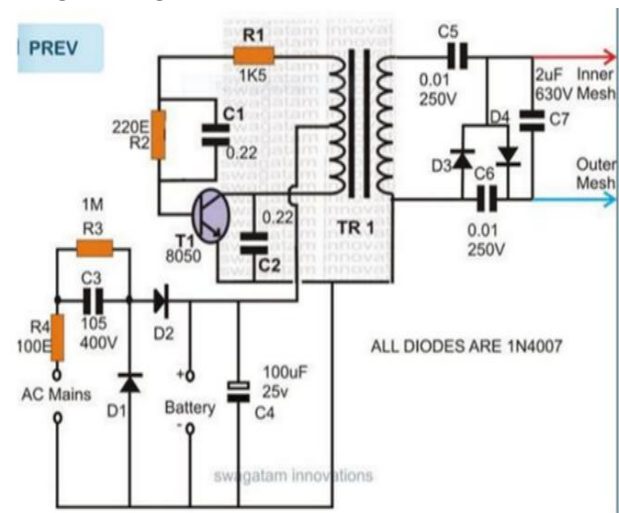 PREV
R1
1K5
C1
0.22
220E
R2
T1
8050
0.22
C2
TR 1
C5
0.01
250V
2uF
630V
C7
Inner
Mesh
D4
D3
C6
0.01
250V
Outer
Mesh
1M
R3
C3
105
400V
R4
100E
D2
AC Mains
D1
+
Battery
-
100uF
25v
C4
ALL DIODES ARE 1N4007
swagatam innovations